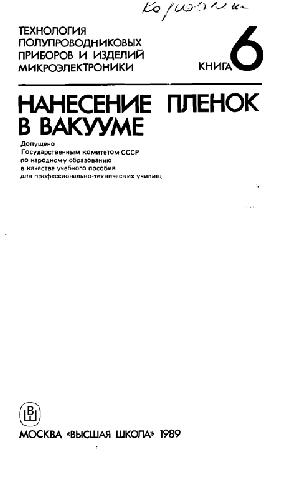 ТЕХНОЛОГИЯ
ПОЛУПРОВОДНИКОВЫХ
ПРИБОРОВ И ИЗДЕЛИЙ
МИКРОЭЛЕКТРОНИКИ
КНИГА 6
НАНЕСЕНИЕ ПЛЕНОК
В ВАКУУМЕ
Допущено
Государственным комитетом СССР
по народному образованию
в качестве учебного пособия
для профессионально-технических училищ
МОСКВА «ВЫСШАЯ ШКОЛА» 1989